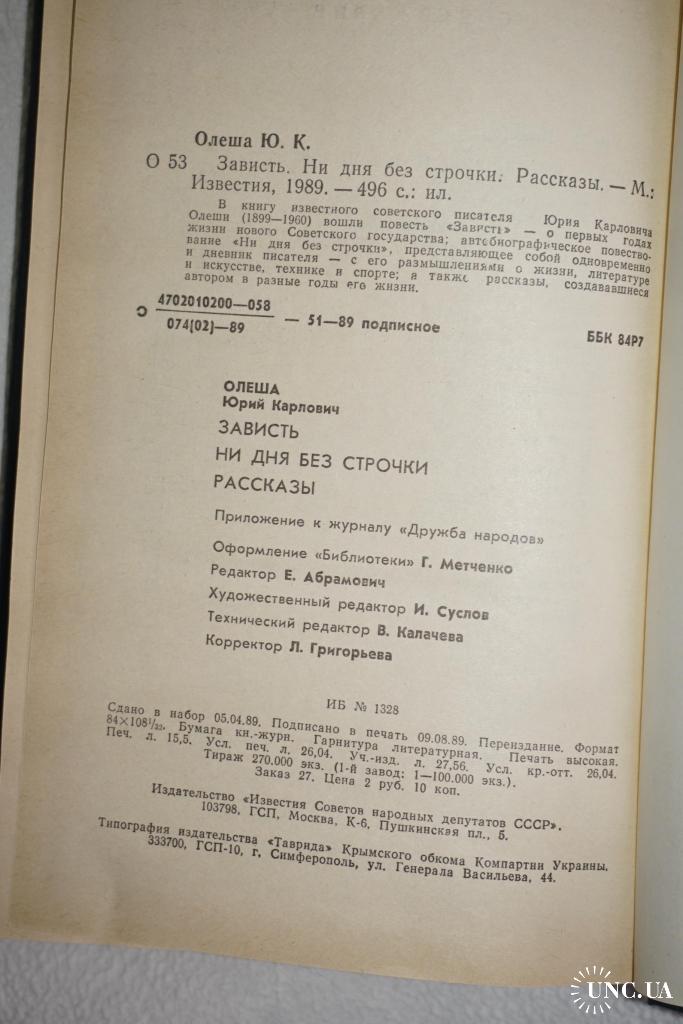 Олеша Ю. К.
О 53 Зависть. Ни дня без строчки. Рассказы. — М.:
Известия, 1989. — 496 с.: ил.
В книгу известного советского писателя Юрия Карловича
Олеши (1899—1960) вошли повесть «Зависть» — о первых годах
жизни нового Советского государства; автобиографическое повество-
вание «Ни дня без строчки», представляющее собой одновременно
и дневник писателя — с его размышлениями о жизни, литературе
и искусстве, технике и спорте; а также рассказы, создававшиеся
автором в разные годы его жизни.
О 4702010200—058
074(02)—89 — 51—89 подписное
ББК 84Р7
ОЛЕША
Юрий Карлович
ЗАВИСТЬ
НИ ДНЯ БЕЗ СТРОЧКИ
РАССКАЗЫ
Приложение к журналу «Дружба народов»
Оформление «Библиотеки» Г. Метченко
Редактор Е. Абрамович
Художественный редактор И. Суслов
Технический редактор В. Калачева
Корректор Л. Григорьева
ИБ № 1328
Сдано в набор 05.04.89. Подписано в печать 09.08.89. Переиздание. Формат
84×108¹/₃₂. Бумага кн.-журн. Гарнитура литературная. Печать высокая.
Печ. л. 15,5. Усл. печ. л. 26,04. Уч.-изд. л. 27,56. Усл. кр.-отт. 26,04.
Тираж 270.000 экз. (1-й завод: 1—100.000 экз.).
Заказ 27. Цена 2 руб. 10 коп.
Издательство «Известия Советов народных депутатов СССР».
103798, ГСП, Москва, К-6, Пушкинская пл., 5.
Типография издательства «Таврида» Крымского обкома Компартии Украины.
333700, ГСП-10, г. Симферополь, ул. Генерала Васильева, 44.
UNC.UA